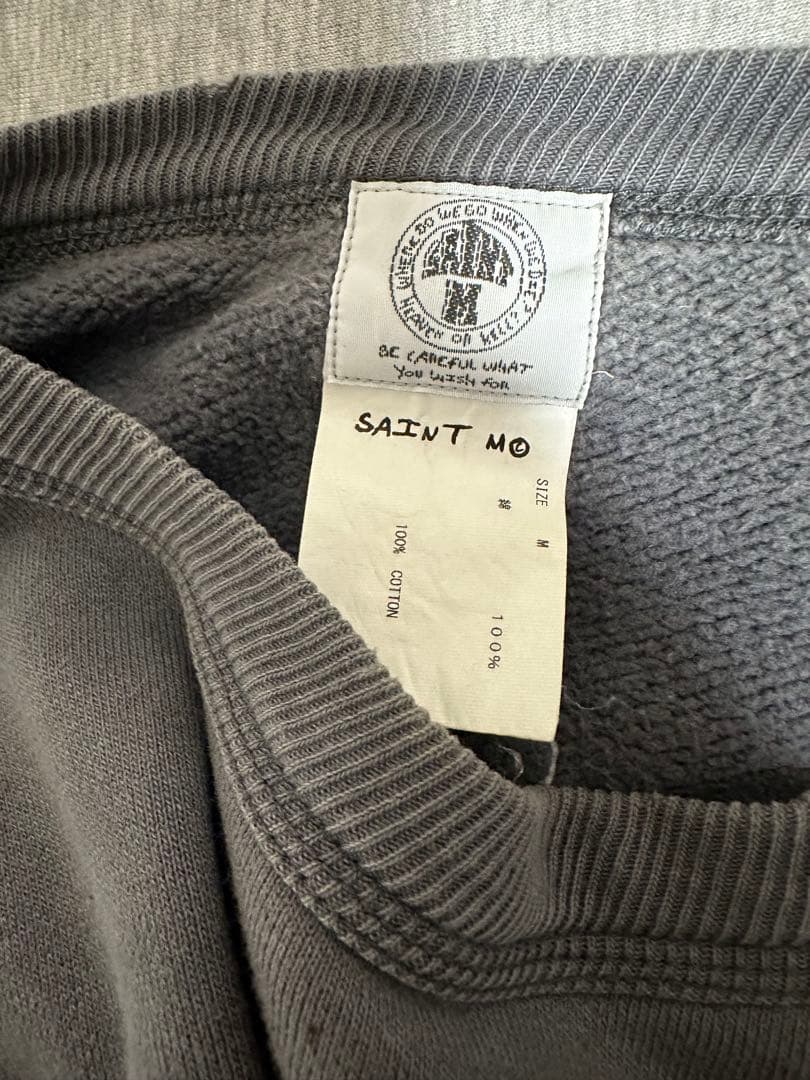 WHERE DO WE GO WHEN WE DIE?
HEAVEN OR HELL?
SAINT
M
BE CAREFUL WHAT
YOU WISH FOR
SAINT M
SIZE M
綿 100%
100% COTTON